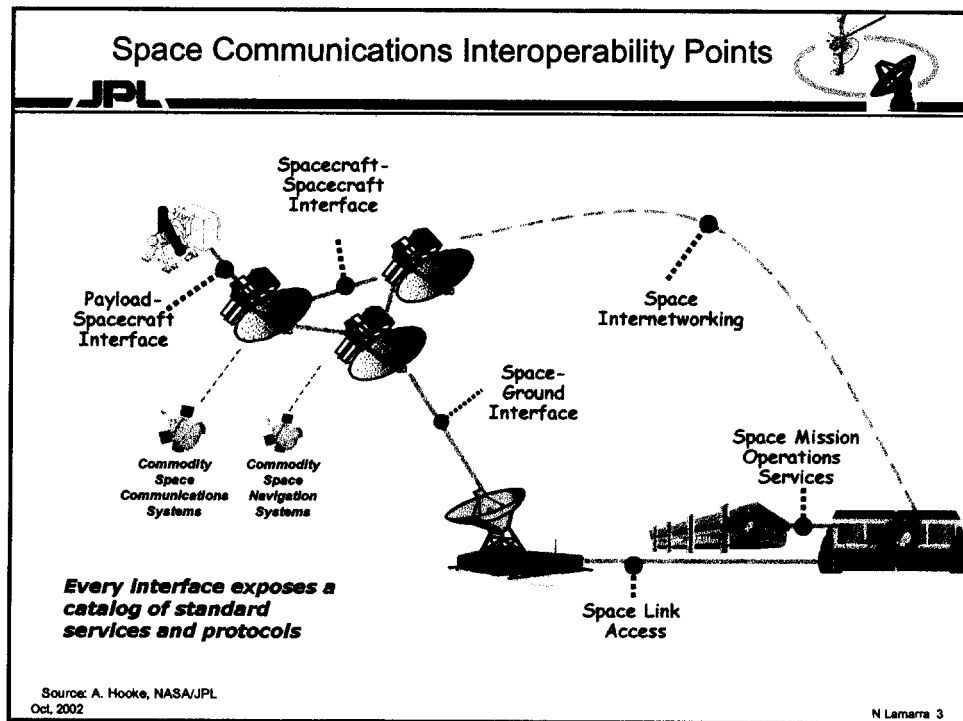 Space Communications Interoperability Points
JPL
Spacecraft-
Spacecraft
Interface
Payload-
Spacecraft
Interface
Space
Internetworking
Space-
Ground
Interface
Commodity
Space
Communications
Systems
Commodity
Space
Navigation
Systems
Space Mission
Operations
Services
Every interface exposes a
catalog of standard
services and protocols
Space Link
Access
Source: A. Hooke, NASA/JPL
Oct, 2002
N Lamarra 3